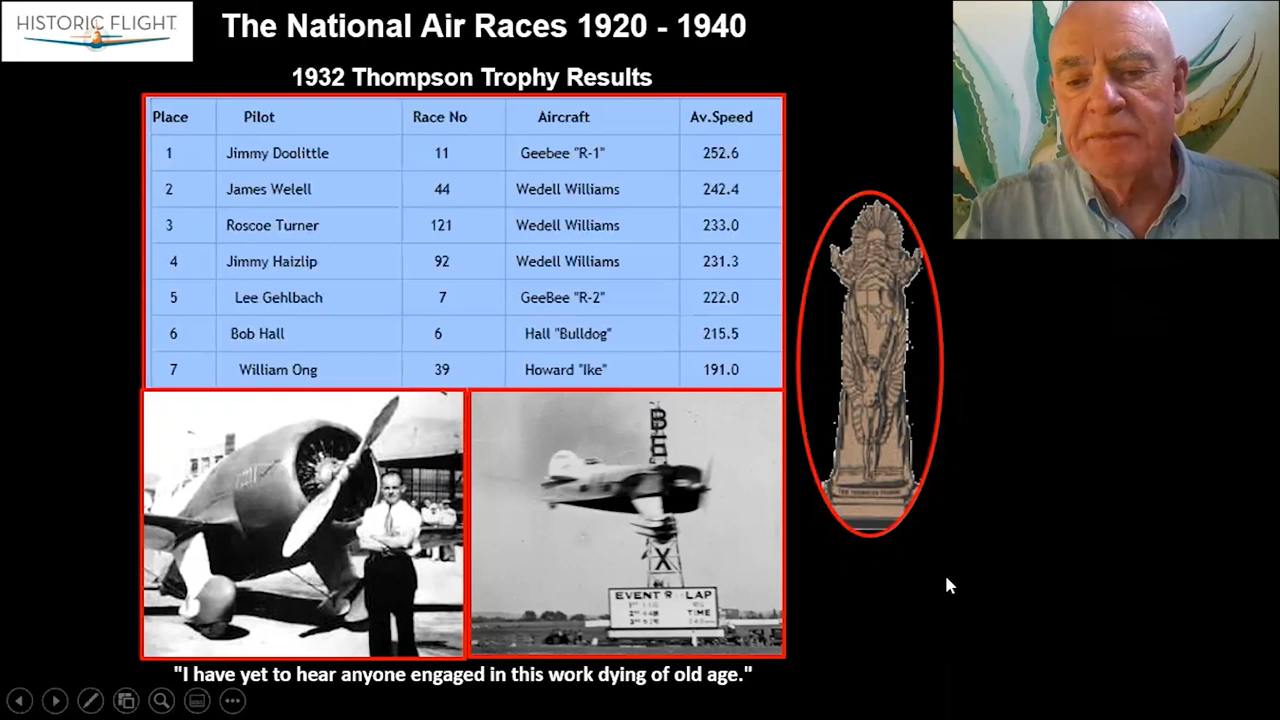 HISTORIC FLIGHT
The National Air Races 1920 - 1940
1932 Thompson Trophy Results
Place Pilot Race No Aircraft Av.Speed
1 Jimmy Doolittle 11 Geebee "R-1" 252.6
2 James Welell 44 Wedell Williams 242.4
3 Roscoe Turner 121 Wedell Williams 233.0
4 Jimmy Haizlip 92 Wedell Williams 231.3
5 Lee Gehlbach 7 GeeBee "R-2" 222.0
6 Bob Hall 6 Hall "Bulldog" 215.5
7 William Ong 39 Howard "Ike" 191.0
B
E
X
EVENT LAP
TIME
"I have yet to hear anyone engaged in this work dying of old age."